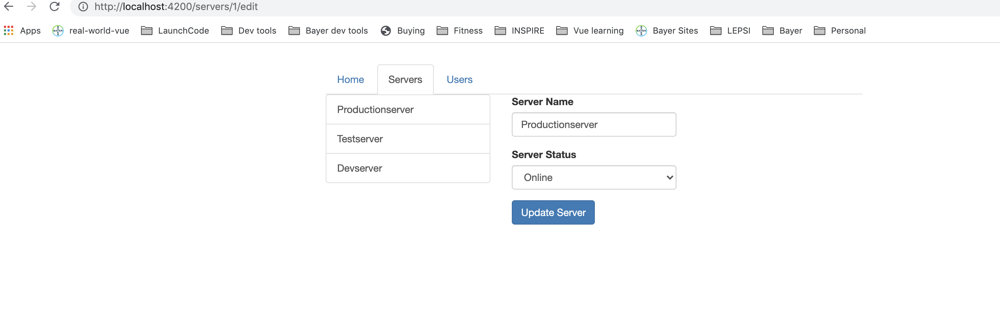 http://localhost:4200/servers/1/edit
Apps real-world-vue LaunchCode Dev tools Bayer dev tools Buying Fitness INSPIRE Vue learning Bayer Sites LEPSI Bayer Personal
Home Servers Users
Productionserver
Testserver
Devserver
Server Name
Productionserver
Server Status
Online
Update Server